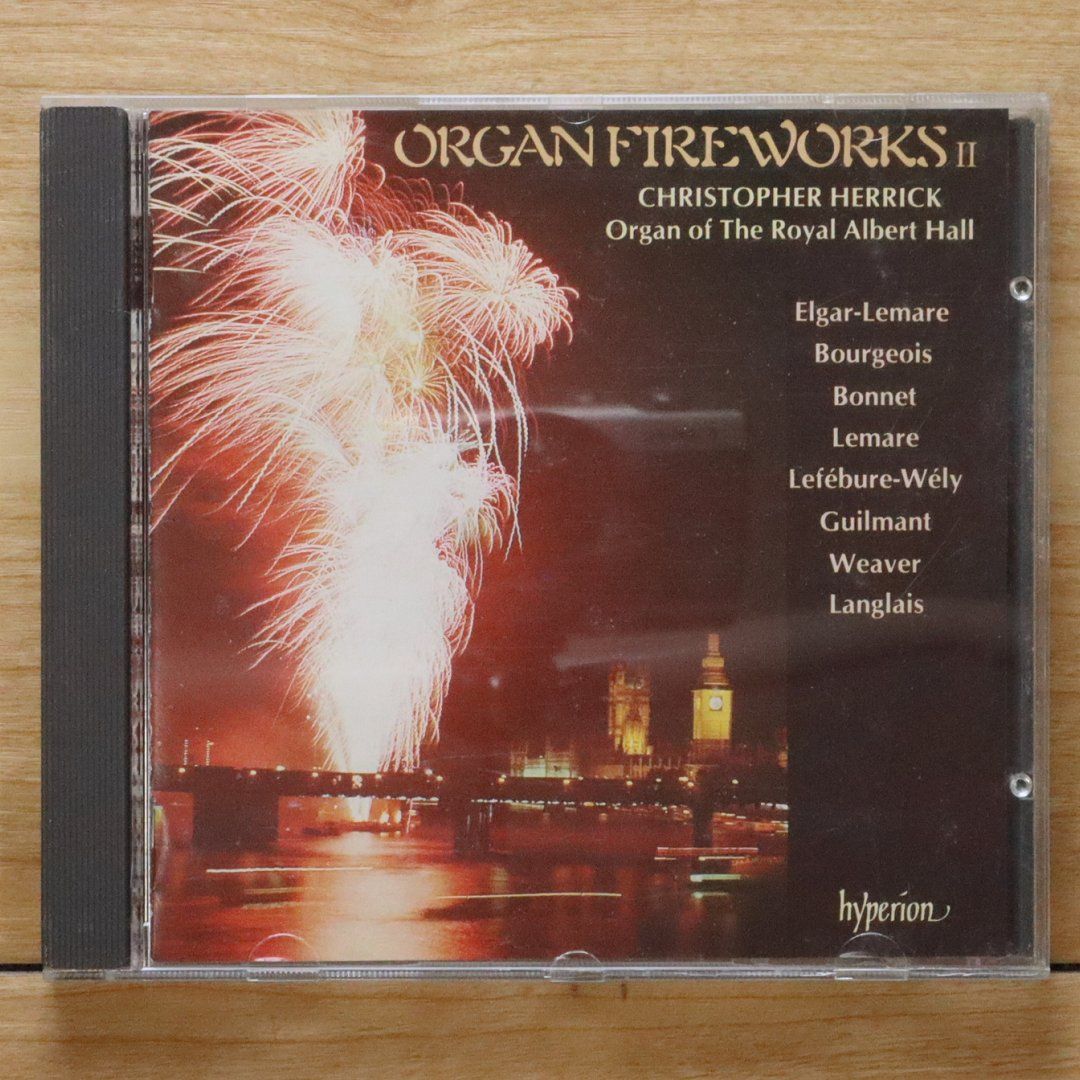 ORGAN FIREWORKS II
CHRISTOPHER HERRICK
Organ of The Royal Albert Hall
Elgar-Lemare
Bourgeois
Bonnet
Lemare
Lefébure-Wély
Guilmant
Weaver
Langlais
hyperion